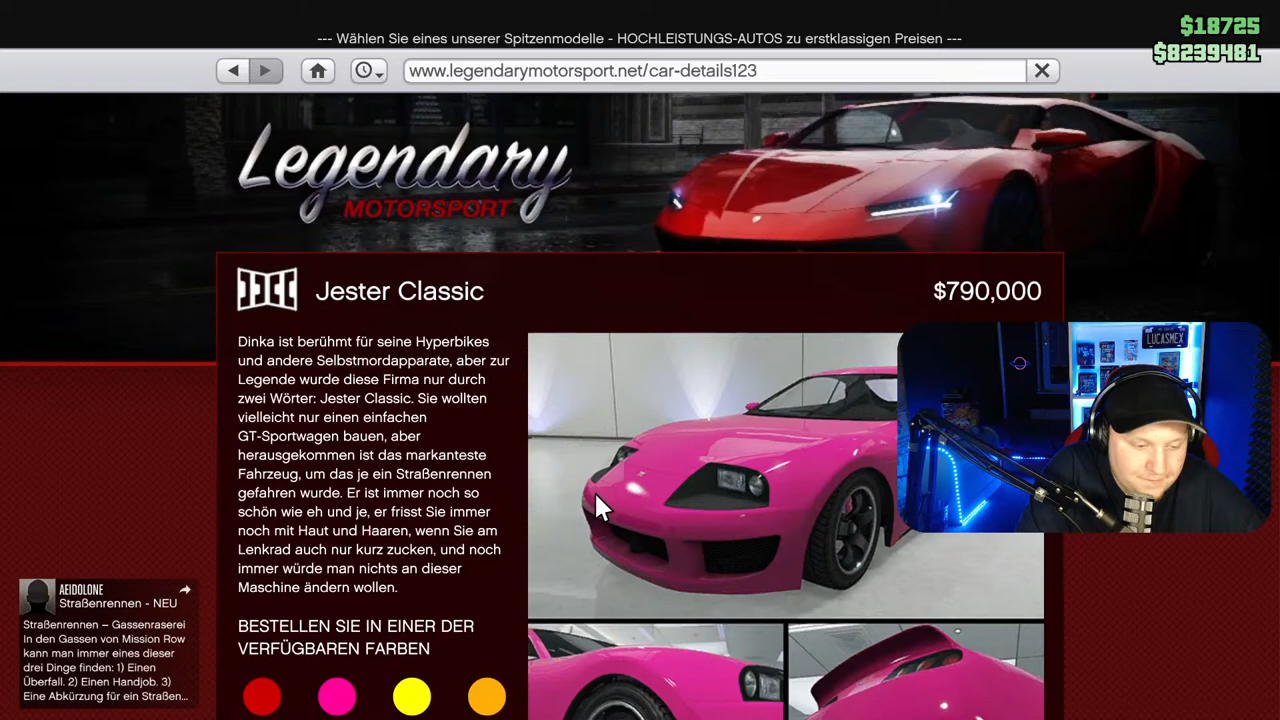 --- Wählen Sie eines unserer Spitzenmodelle - HOCHLEISTUNGS-AUTOS zu erstklassigen Preisen ---
$18725
$8239481
www.legendarymotorsport.net/car-details123
Legendary
MOTORSPORT
Jester Classic
$790,000
Dinka ist berühmt für seine Hyperbikes
und andere Selbstmordapparate, aber zur
Legende wurde diese Firma nur durch
zwei Wörter: Jester Classic. Sie wollten
vielleicht nur einen einfachen
GT-Sportwagen bauen, aber
herausgekommen ist das markanteste
Fahrzeug, um das je ein Straßenrennen
gefahren wurde. Er ist immer noch so
schön wie eh und je, er frisst Sie immer
noch mit Haut und Haaren, wenn Sie am
Lenkrad auch nur kurz zucken, und noch
immer würde man nichts an dieser
Maschine ändern wollen.
BESTELLEN SIE IN EINER DER
VERFÜGBAREN FARBEN
LUCASMEX
AEIDOLONE
Straßenrennen - NEU
Straßenrennen – Gassenraserei
In den Gassen von Mission Row
kann man immer eines dieser
drei Dinge finden: 1) Einen
Überfall. 2) Einen Handjob. 3)
Eine Abkürzung für ein Straßen...